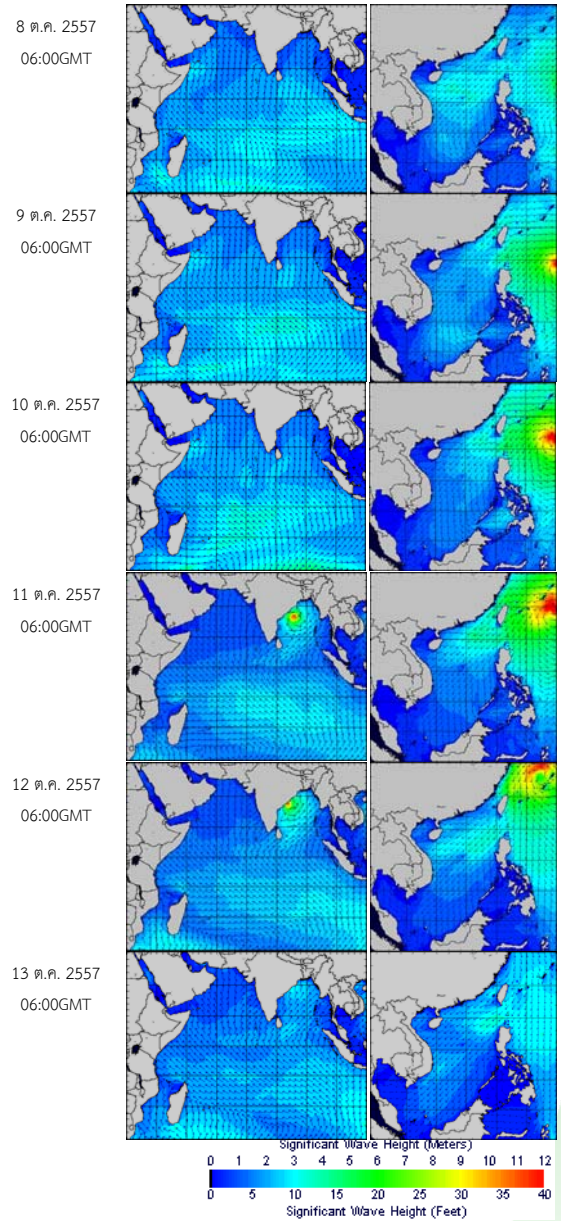 8 ต.ค. 2557
06:00GMT
9 ต.ค. 2557
06:00GMT
10 ต.ค. 2557
06:00GMT
11 ต.ค. 2557
06:00GMT
12 ต.ค. 2557
06:00GMT
13 ต.ค. 2557
06:00GMT
Significant Wave Height (Meters)
0 1 2 3 4 5 6 7 8 9 10 11 12
0 5 10 15 20 25 30 35 40
Significant Wave Height (Feet)